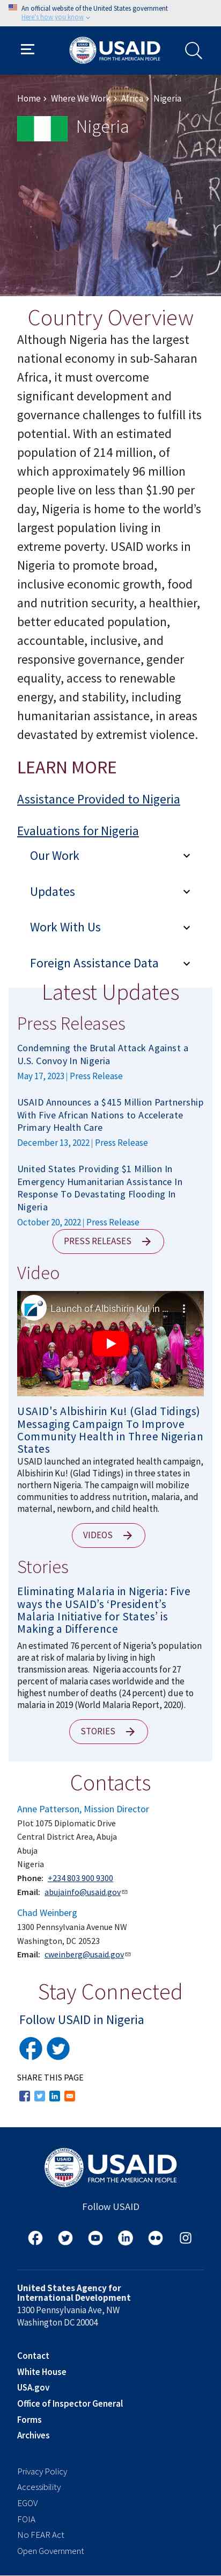 An official website of the United States government
Here's how you know
USAID
FROM THE AMERICAN PEOPLE
Home › Where We Work › Africa › Nigeria
Nigeria
Country Overview
Although Nigeria has the largest
national economy in sub-Saharan
Africa, it must overcome
significant development and
governance challenges to fulfill its
potential. With an estimated
population of 214 million, of
which approximately 96 million
people live on less than $1.90 per
day, Nigeria is home to the world's
largest population living in
extreme poverty. USAID works in
Nigeria to promote broad,
inclusive economic growth, food
and nutrition security, a healthier,
better educated population,
accountable, inclusive, and
responsive governance, gender
equality, access to renewable
energy, and stability, including
humanitarian assistance, in areas
devastated by extremist violence.
LEARN MORE
Assistance Provided to Nigeria
Evaluations for Nigeria
Our Work
Updates
Work With Us
Foreign Assistance Data
Latest Updates
Press Releases
Condemning the Brutal Attack Against a
U.S. Convoy In Nigeria
May 17, 2023 | Press Release
USAID Announces a $415 Million Partnership
With Five African Nations to Accelerate
Primary Health Care
December 13, 2022 | Press Release
United States Providing $1 Million In
Emergency Humanitarian Assistance In
Response To Devastating Flooding In
Nigeria
October 20, 2022 | Press Release
PRESS RELEASES
Video
Launch of Albishirin Ku! in ...
USAID's Albishirin Ku! (Glad Tidings)
Messaging Campaign To Improve
Community Health in Three Nigerian
States
USAID launched an integrated health campaign,
Albishirin Ku! (Glad Tidings) in three states in
northern Nigeria. The campaign will mobilize
communities to address nutrition, malaria, and
maternal, newborn, and child health.
VIDEOS
Stories
Eliminating Malaria in Nigeria: Five
ways the USAID's ‘President's
Malaria Initiative for States’ is
Making a Difference
An estimated 76 percent of Nigeria's population
are at risk of malaria by living in high
transmission areas.  Nigeria accounts for 27
percent of malaria cases worldwide and the
highest number of deaths (24 percent) due to
malaria in 2019 (World Malaria Report, 2020).
STORIES
Contacts
Anne Patterson, Mission Director
Plot 1075 Diplomatic Drive
Central District Area, Abuja
Abuja
Nigeria
Phone: +234 803 900 9300
Email: abujainfo@usaid.gov
Chad Weinberg
1300 Pennsylvania Avenue NW
Washington, DC 20523
Email: cweinberg@usaid.gov
Stay Connected
Follow USAID in Nigeria
SHARE THIS PAGE
USAID
FROM THE AMERICAN PEOPLE
Follow USAID
United States Agency for
International Development
1300 Pennsylvania Ave, NW
Washington DC 20004
Contact
White House
USA.gov
Office of Inspector General
Forms
Archives
Privacy Policy
Accessibility
EGOV
FOIA
No FEAR Act
Open Government